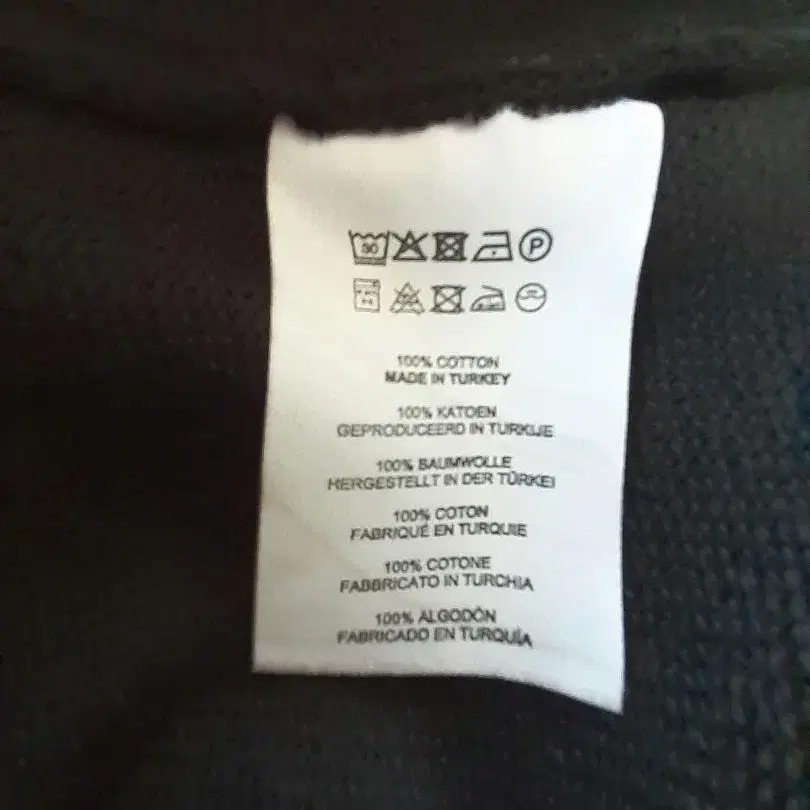 30
P
100% COTTON
MADE IN TURKEY
100% KATOEN
GEPRODUCEERD IN TURKIJE
100% BAUMWOLLE
HERGESTELLT IN DER TÜRKEI
100% COTON
FABRIQUÉ EN TURQUIE
100% COTONE
FABBRICATO IN TURCHIA
100% ALGODÓN
FABRICADO EN TURQUÍA